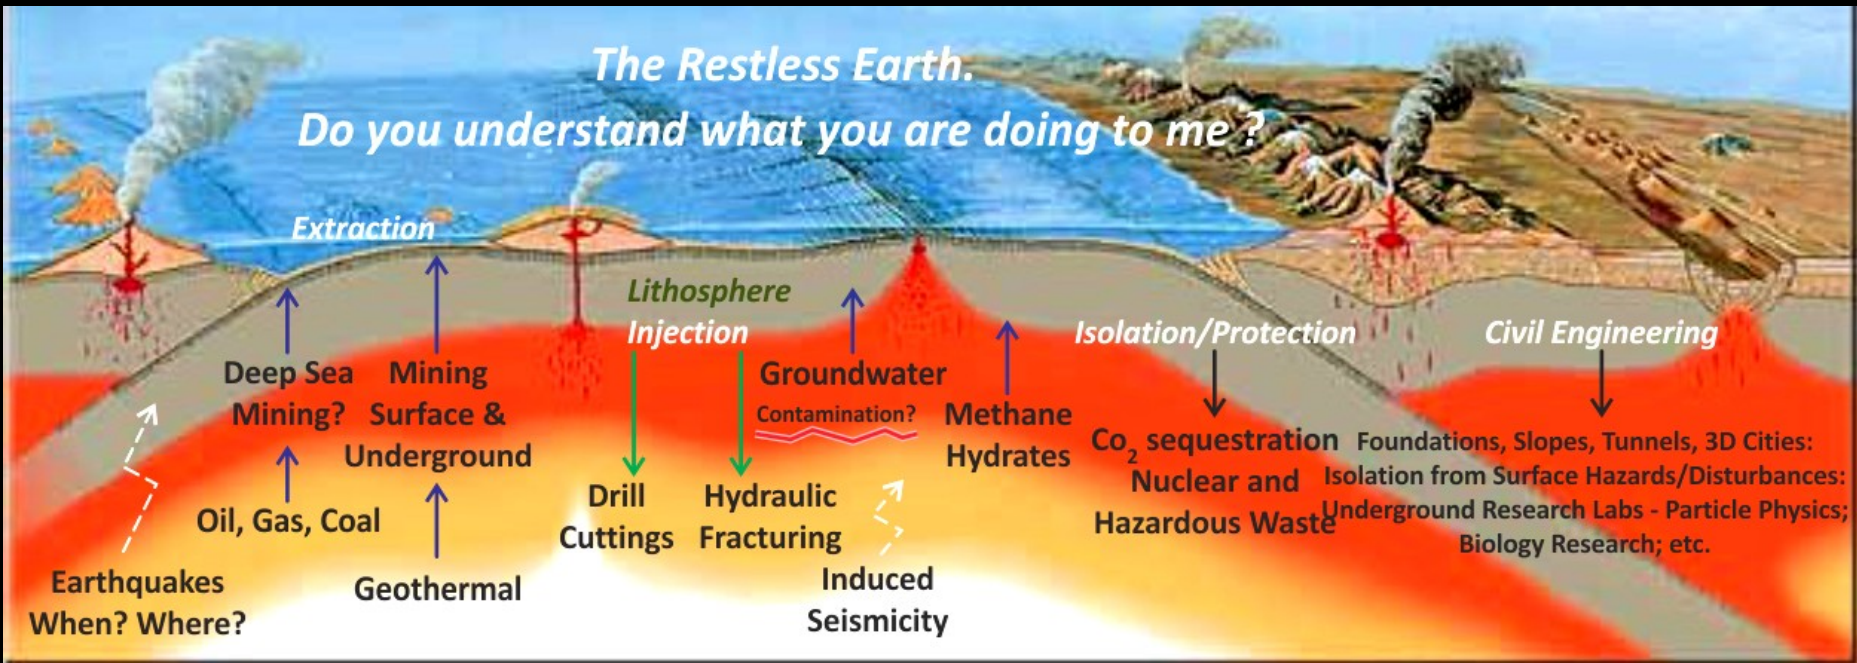 The Restless Earth.
Do you understand what you are doing to me ?
Extraction
Lithosphere
Injection
Isolation/Protection
Civil Engineering
Deep Sea
Mining?
Mining
Surface &
Underground
Oil, Gas, Coal
Geothermal
Earthquakes
When? Where?
Drill
Cuttings
Hydraulic
Fracturing
Groundwater
Contamination?
Induced
Seismicity
Methane
Hydrates
Co2 sequestration
Nuclear and
Hazardous Waste
Foundations, Slopes, Tunnels, 3D Cities:
Isolation from Surface Hazards/Disturbances:
Underground Research Labs - Particle Physics;
Biology Research; etc.